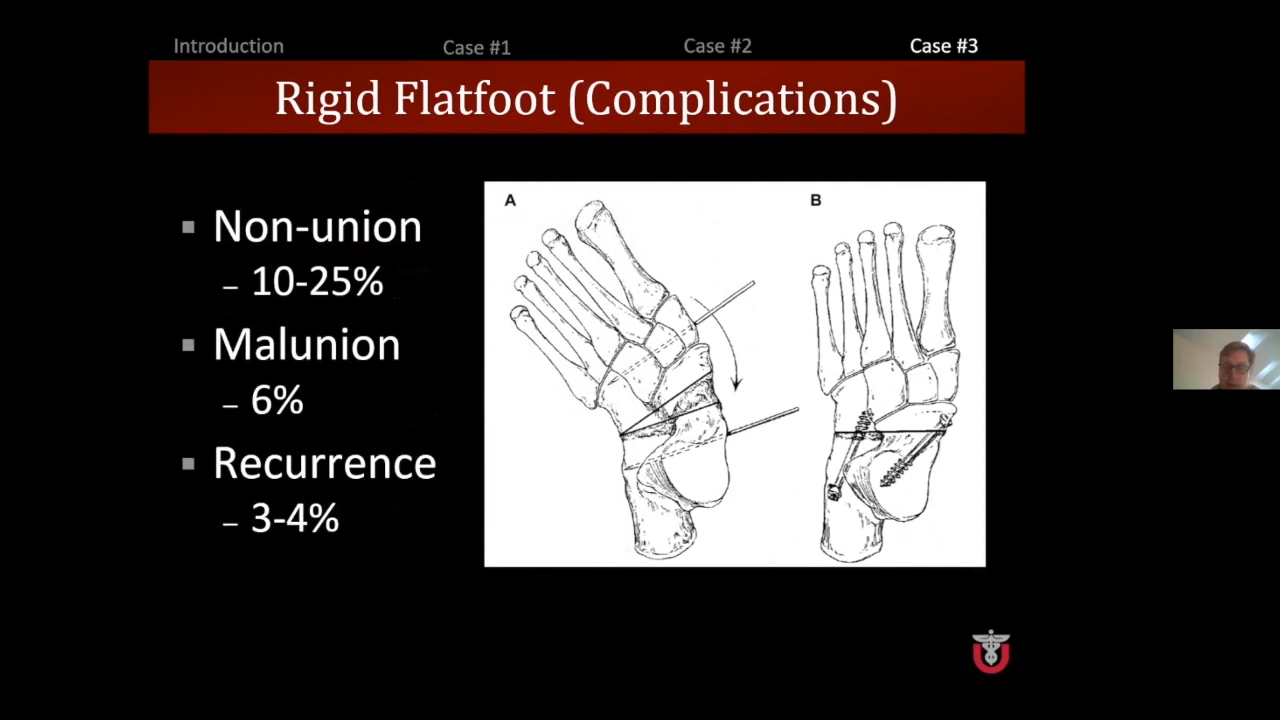 Introduction
Case #1
Case #2
Case #3
Rigid Flatfoot (Complications)
▪ Non-union
– 10-25%
▪ Malunion
– 6%
▪ Recurrence
– 3-4%
A
B
U